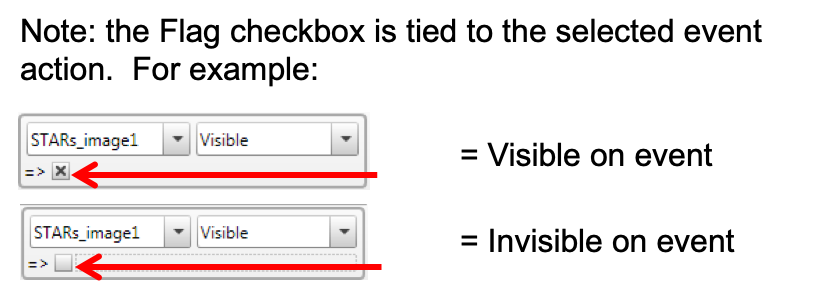 Note: the Flag checkbox is tied to the selected event
action.  For example:
STARs_image1 Visible
=>
= Visible on event
STARs_image1 Visible
=>
= Invisible on event